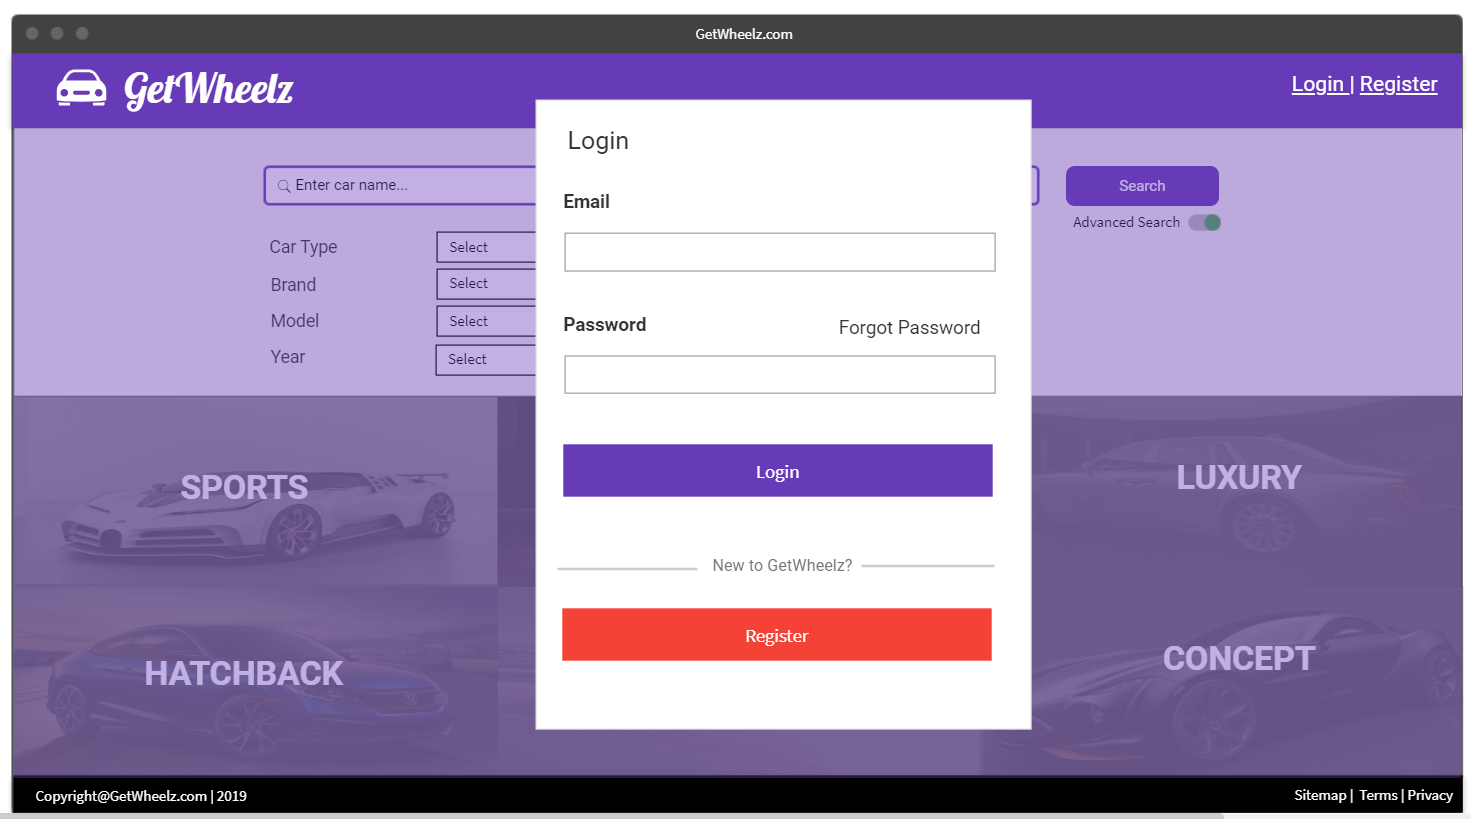 GetWheelz.com
GetWheelz
Login | Register
Login
Enter car name...
Search
Email
Advanced Search
Car Type Select
Brand Select
Model Select
Password Forgot Password
Year Select
Login
SPORTS
LUXURY
New to GetWheelz?
Register
HATCHBACK
CONCEPT
Copyright@GetWheelz.com | 2019
Sitemap | Terms | Privacy